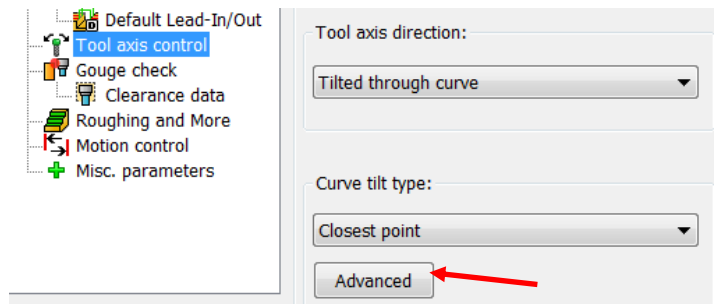 Default Lead-In/Out
Tool axis control
Gouge check
Clearance data
Roughing and More
Motion control
Misc. parameters
Tool axis direction:
Tilted through curve
Curve tilt type:
Closest point
Advanced